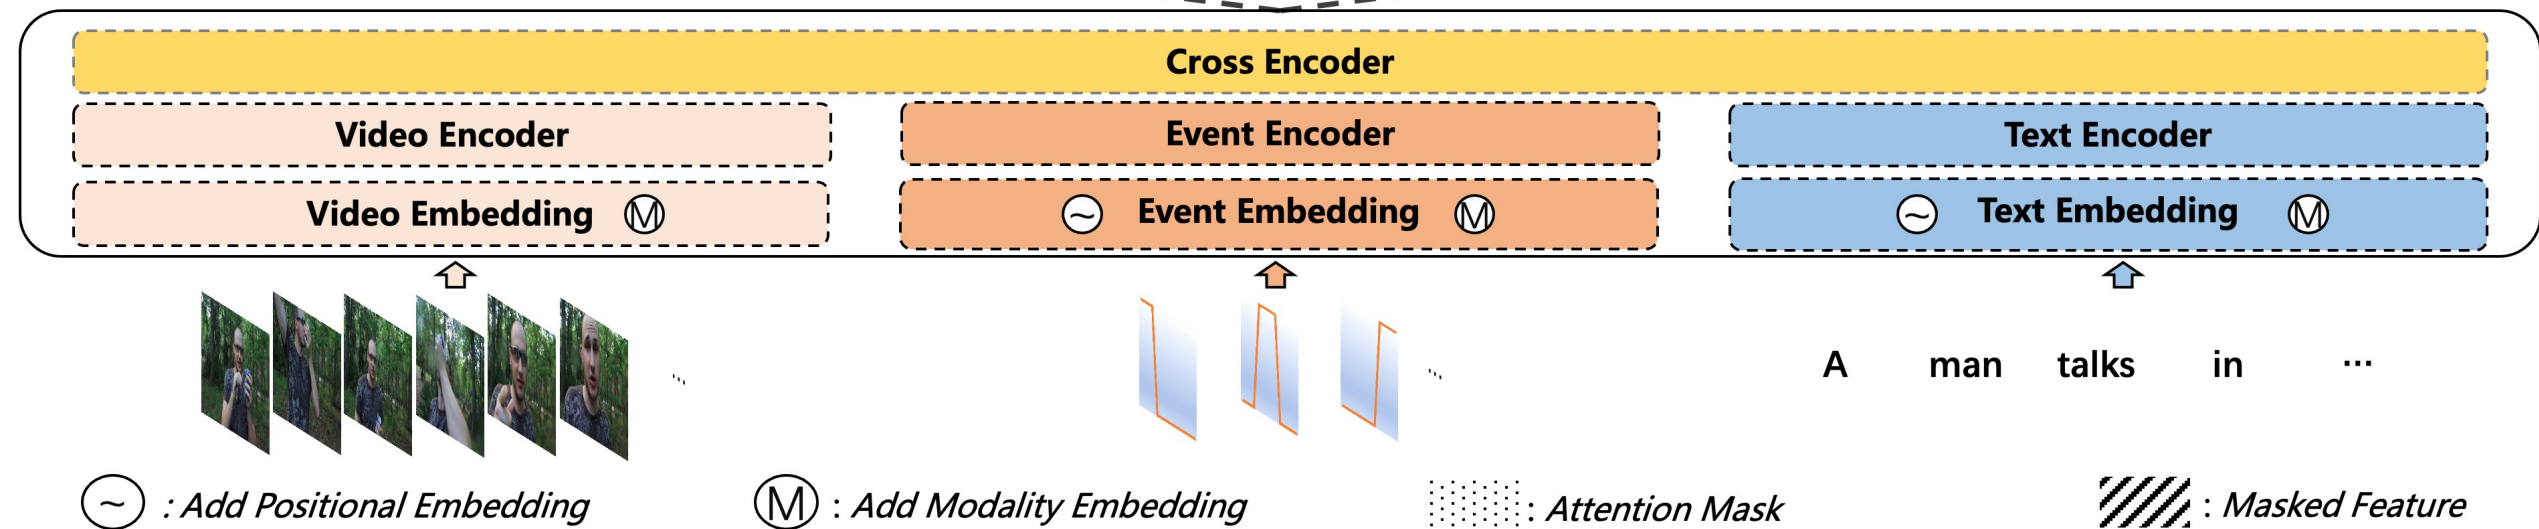 Cross Encoder
Video Encoder
Event Encoder
Text Encoder
Video Embedding M
~ Event Embedding M
~ Text Embedding M
...
...
A man talks in ...
~ : Add Positional Embedding
M : Add Modality Embedding
: Attention Mask
: Masked Feature